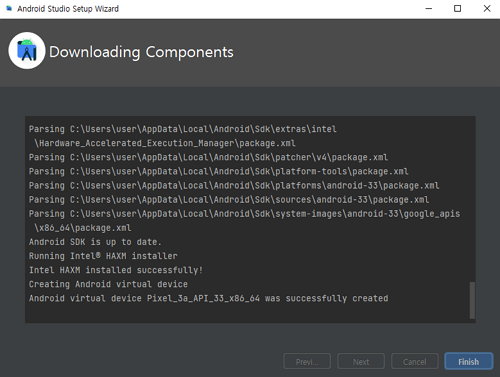 Android Studio Setup Wizard
Downloading Components
Parsing C:\Users\user\AppData\Local\Android\Sdk\extras\intel
\Hardware_Accelerated_Execution_Manager\package.xml
Parsing C:\Users\user\AppData\Local\Android\Sdk\patcher\v4\package.xml
Parsing C:\Users\user\AppData\Local\Android\Sdk\platform-tools\package.xml
Parsing C:\Users\user\AppData\Local\Android\Sdk\platforms\android-33\package.xml
Parsing C:\Users\user\AppData\Local\Android\Sdk\sources\android-33\package.xml
Parsing C:\Users\user\AppData\Local\Android\Sdk\system-images\android-33\google_apis
\x86_64\package.xml
Android SDK is up to date.
Running Intel® HAXM installer
Intel HAXM installed successfully!
Creating Android virtual device
Android virtual device Pixel_3a_API_33_x86_64 was successfully created
Previ... Next Cancel Finish